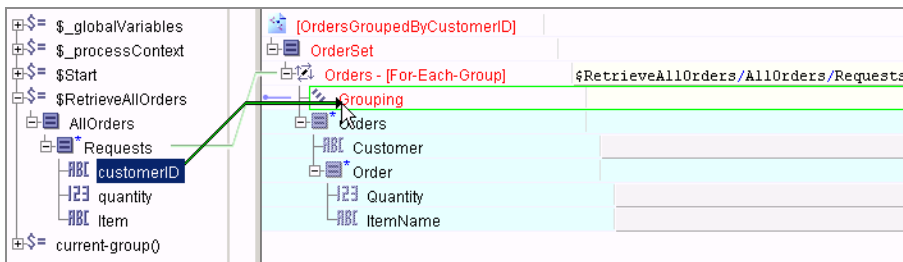 $_globalVariables
$_processContext
$Start
$RetrieveAllOrders
AllOrders
Requests
customerID
quantity
Item
current-group()
[OrdersGroupedByCustomerID]
OrderSet
Orders - [For-Each-Group] $RetrieveAllOrders/AllOrders/Requests
Grouping
Orders
Customer
Order
Quantity
ItemName